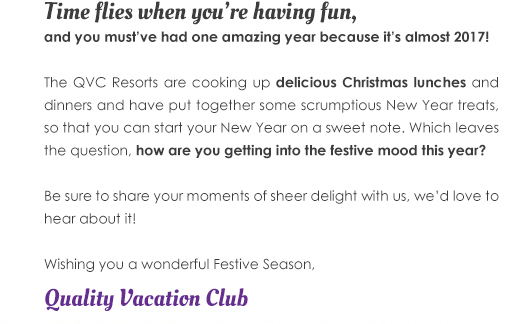 Time flies when you're having fun,
and you must've had one amazing year because it's almost 2017!
The QVC Resorts are cooking up delicious Christmas lunches and
dinners and have put together some scrumptious New Year treats,
so that you can start your New Year on a sweet note. Which leaves
the question, how are you getting into the festive mood this year?
Be sure to share your moments of sheer delight with us, we'd love to
hear about it!
Wishing you a wonderful Festive Season,
Quality Vacation Club